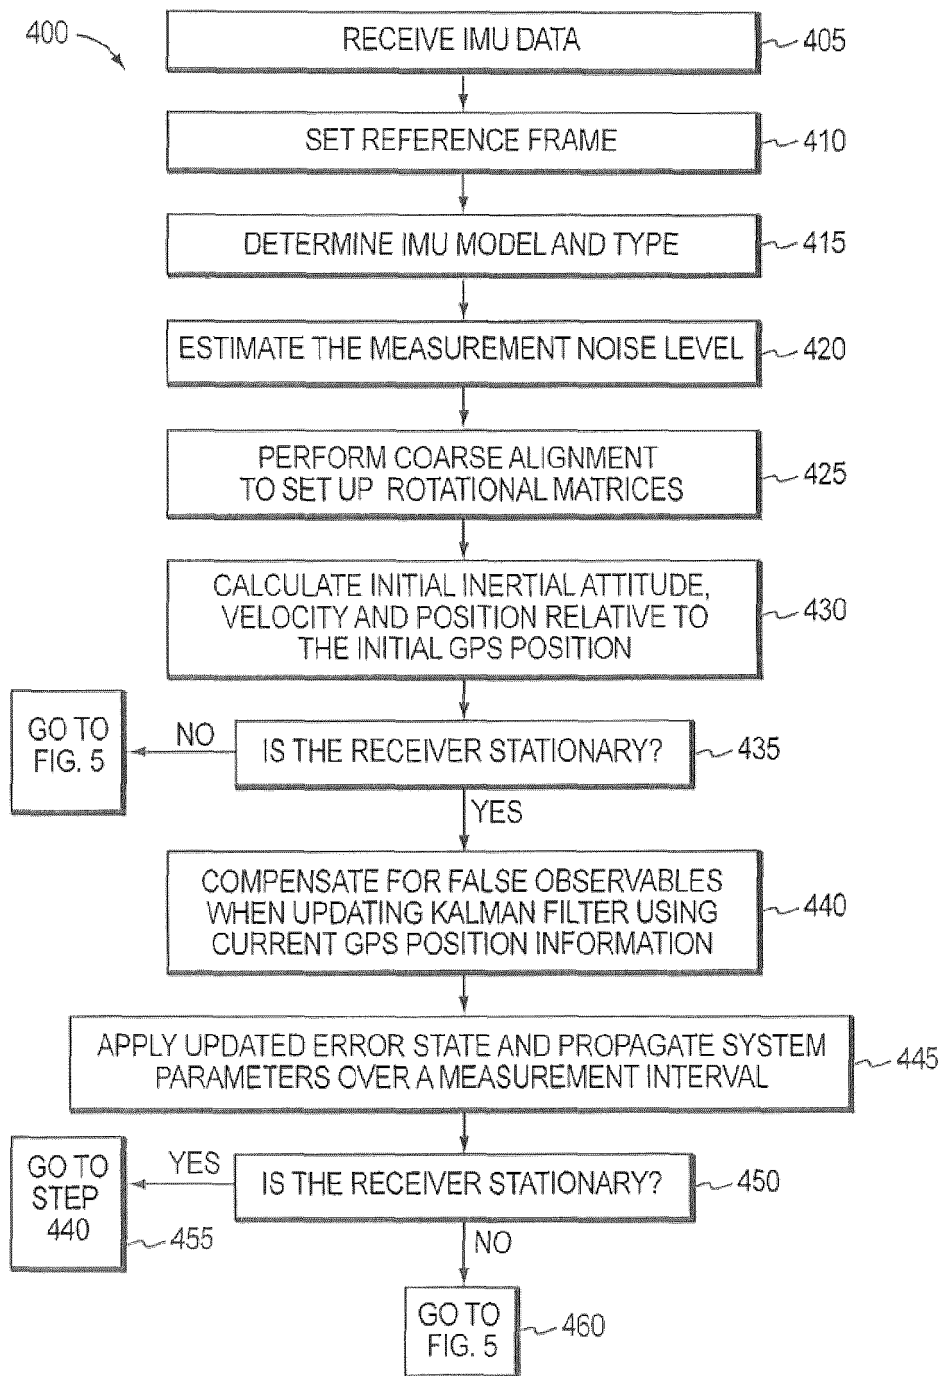 400
RECEIVE IMU DATA
405
SET REFERENCE FRAME
410
DETERMINE IMU MODEL AND TYPE
415
ESTIMATE THE MEASUREMENT NOISE LEVEL
420
PERFORM COARSE ALIGNMENT
TO SET UP ROTATIONAL MATRICES
425
CALCULATE INITIAL INERTIAL ATTITUDE,
VELOCITY AND POSITION RELATIVE TO
THE INITIAL GPS POSITION
430
GO TO
FIG. 5
NO
IS THE RECEIVER STATIONARY?
435
YES
COMPENSATE FOR FALSE OBSERVABLES
WHEN UPDATING KALMAN FILTER USING
CURRENT GPS POSITION INFORMATION
440
APPLY UPDATED ERROR STATE AND PROPAGATE SYSTEM
PARAMETERS OVER A MEASUREMENT INTERVAL
445
GO TO
STEP
440
455
YES
IS THE RECEIVER STATIONARY?
450
NO
GO TO
FIG. 5
460